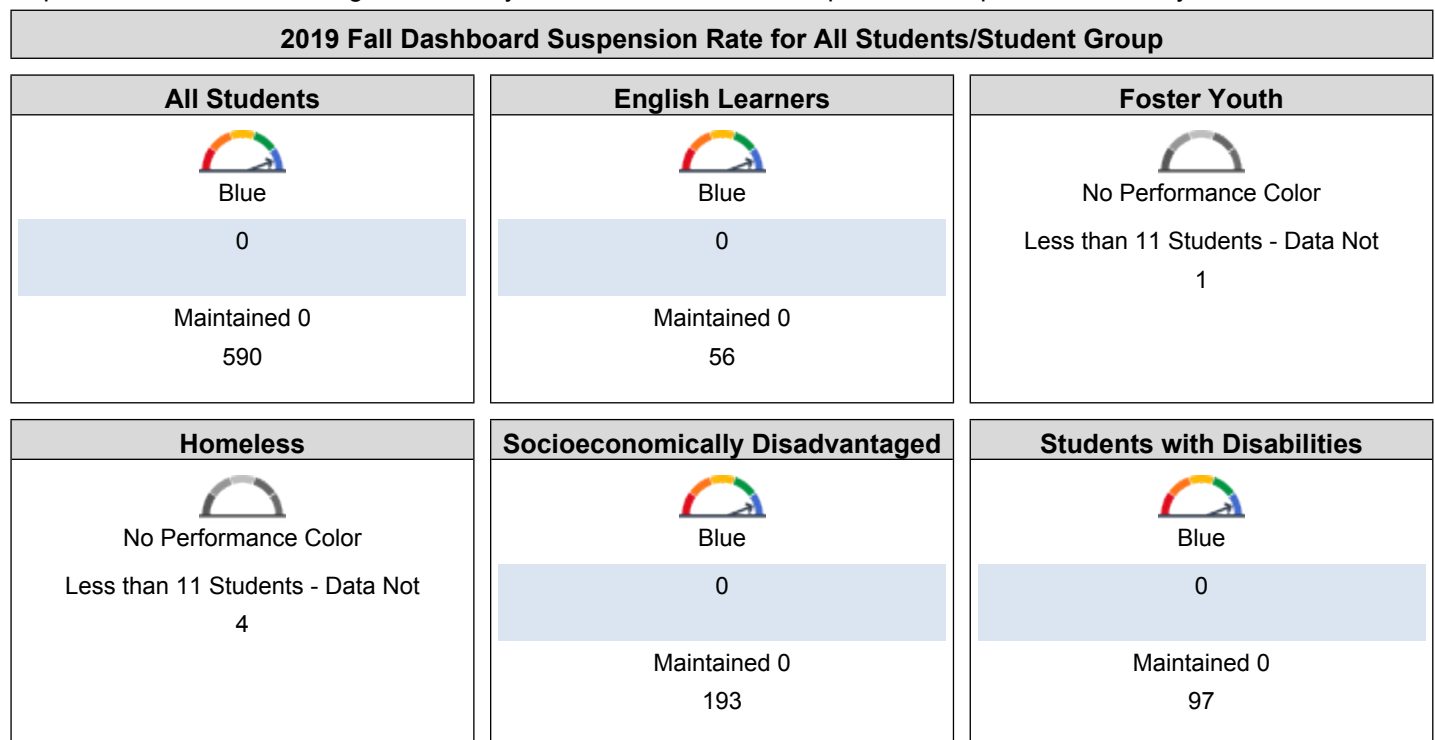 2019 Fall Dashboard Suspension Rate for All Students/Student Group
All Students
Blue
0
Maintained 0
590
English Learners
Blue
0
Maintained 0
56
Foster Youth
No Performance Color
Less than 11 Students - Data Not
1
Homeless
No Performance Color
Less than 11 Students - Data Not
4
Socioeconomically Disadvantaged
Blue
0
Maintained 0
193
Students with Disabilities
Blue
0
Maintained 0
97